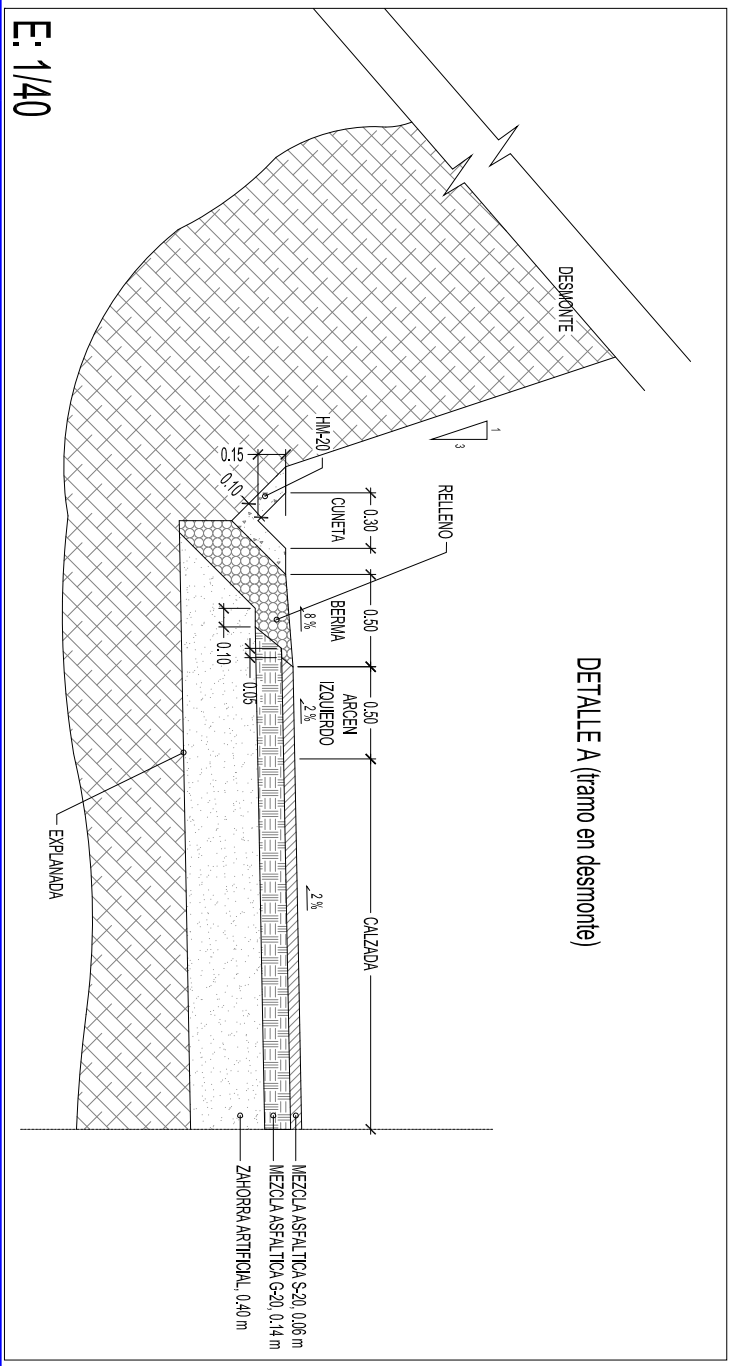 DETALLE A (tramo en desmonte)
DESMONTE
1
3
RELLENO
HM-20
0.15
0.10
0.30
CUNETA
0.50
BERMA
8 %
0.50
ARCEN
IZQUIERDO
2 %
CALZADA
2 %
0.10
0.05
EXPLANADA
MEZCLA ASFALTICA S-20, 0.06 m
MEZCLA ASFALTICA G-20, 0.14 m
ZAHORRA ARTIFICIAL, 0.40 m
E: 1/40